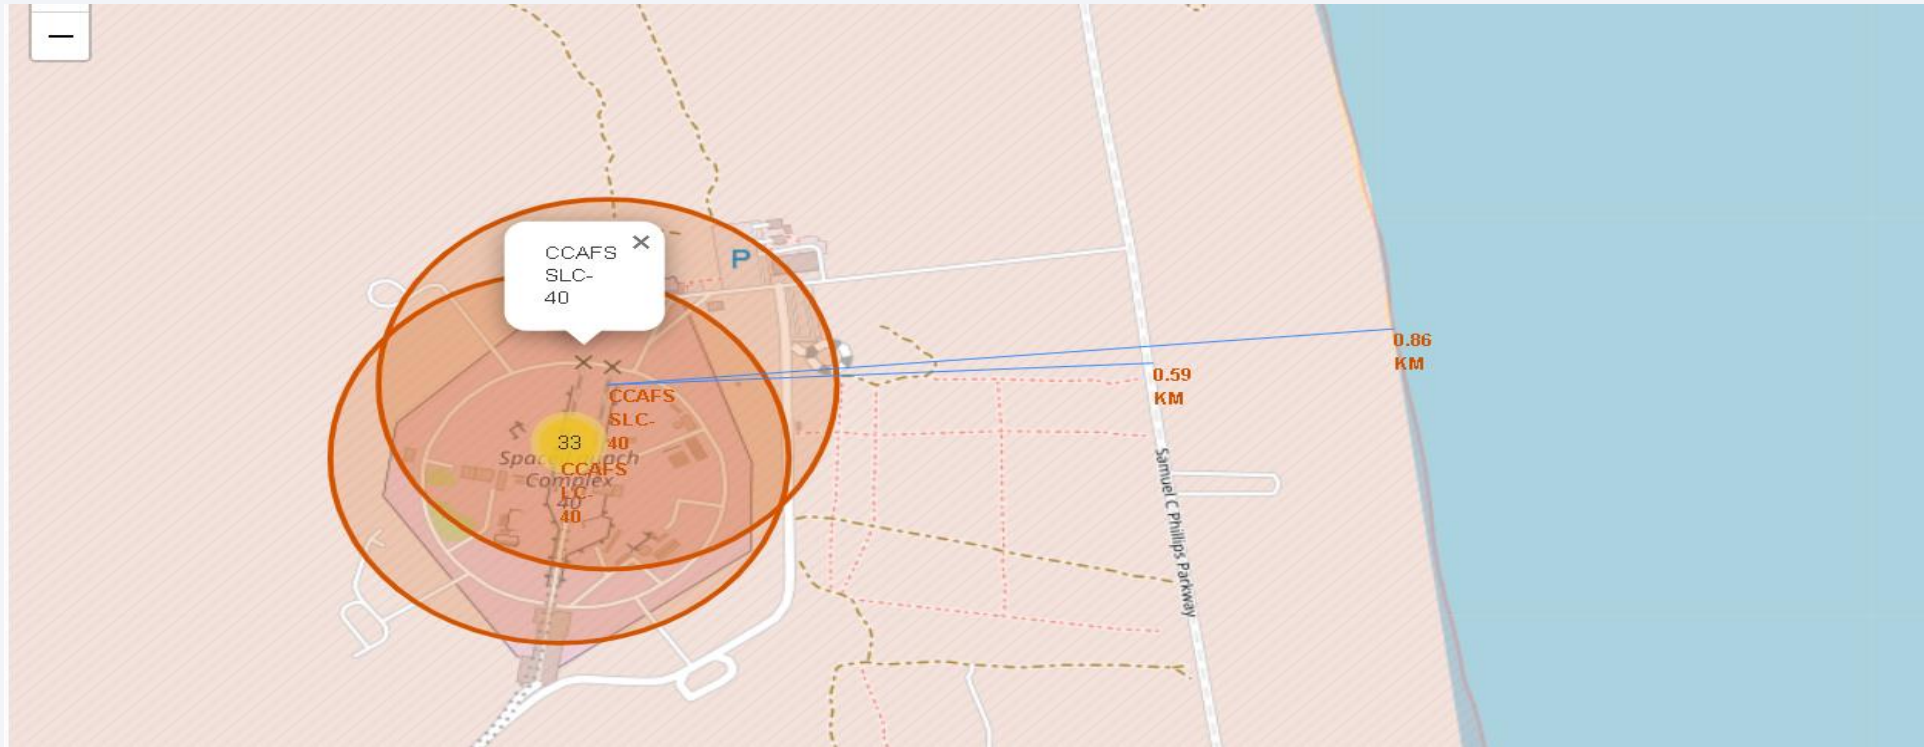 CCAFS
SLC-
40
P
0.86
KM
0.59
KM
CCAFS
SLC-
40
33
Space Launch
Complex
40
CCAFS
LC-
40
Samuel C Phillips Parkway